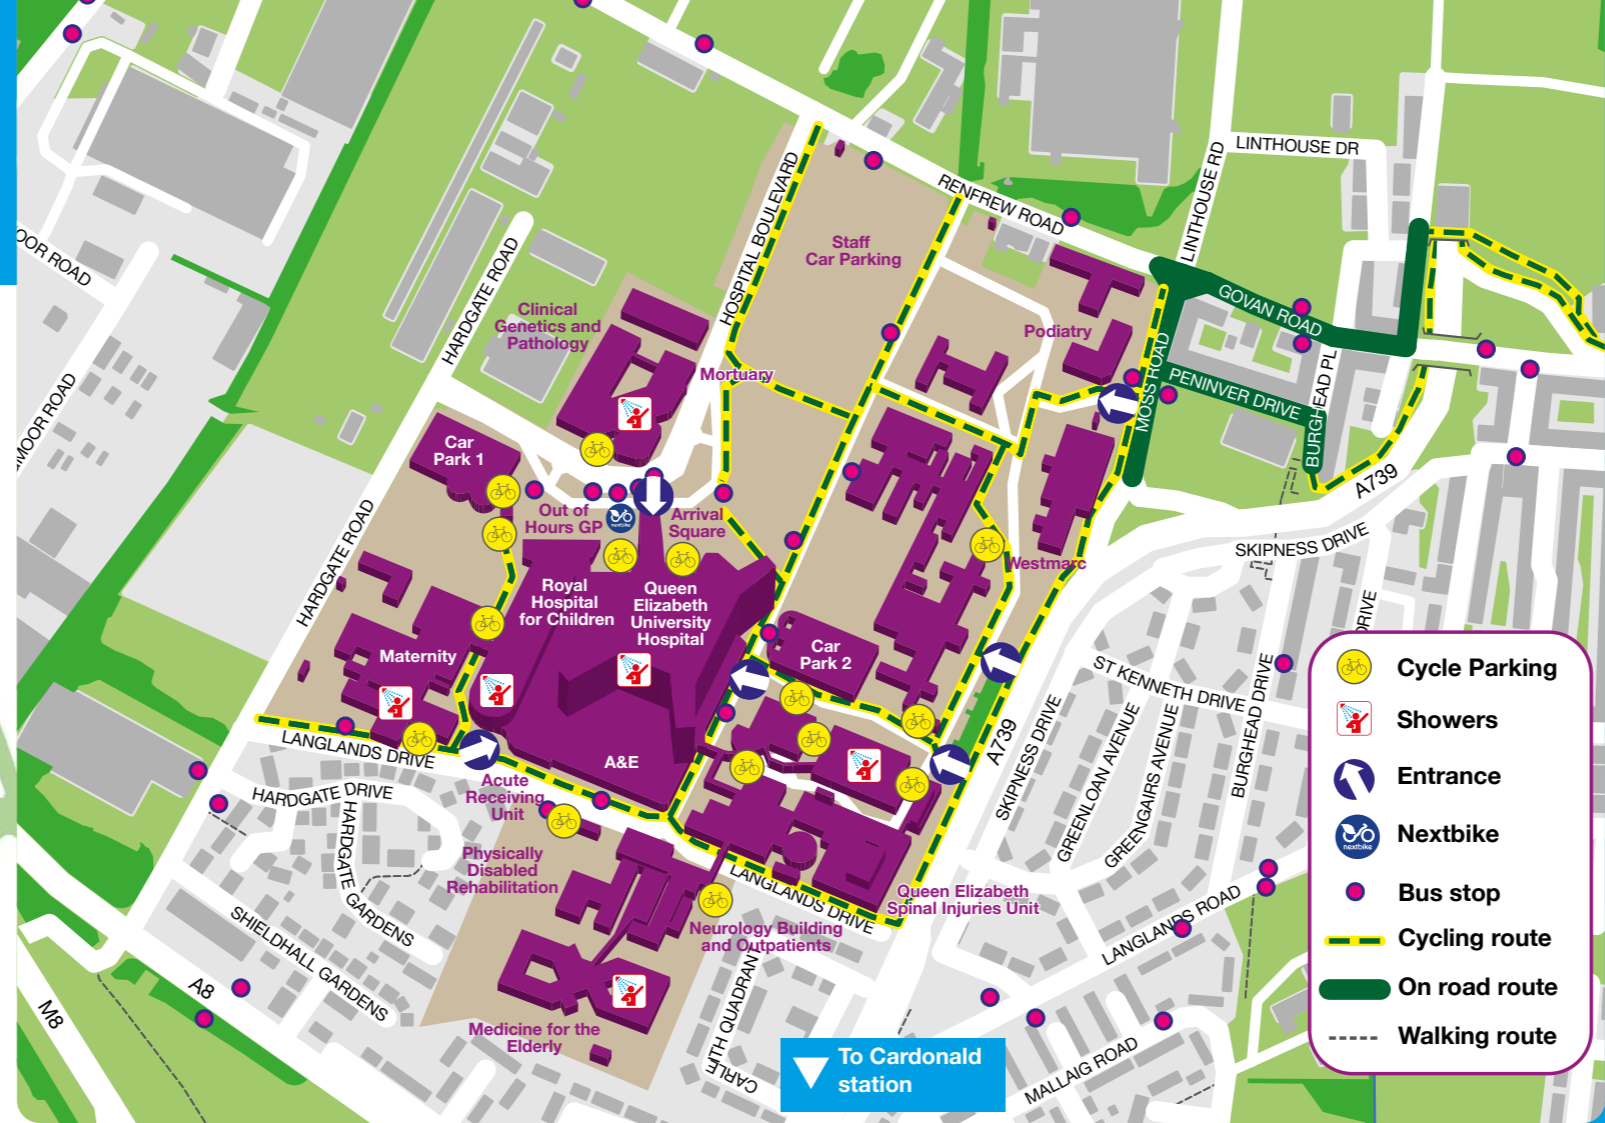 LINTHOUSE DR
LINTHOUSE RD
RENFREW ROAD
HOSPITAL BOULEVARD
Staff
Car Parking
OOR ROAD
HARDGATE ROAD
Clinical
Genetics and
Pathology
GOVAN ROAD
Podiatry
MOSS ROAD
PENINVER DRIVE
BURGHEAD PL
Mortuary
MOOR ROAD
Car
Park 1
A739
Out of
Hours GP
nextbike
Arrival
Square
HARDGATE ROAD
SKIPNESS DRIVE
Westmarc
Royal
Hospital
for Children
Queen
Elizabeth
University
Hospital
DRIVE
Maternity
Car
Park 2
ST KENNETH DRIVE
BURGHEAD DRIVE
Cycle Parking
Showers
Entrance
nextbike
Nextbike
Bus stop
Cycling route
On road route
Walking route
LANGLANDS DRIVE
A&E
A739
SKIPNESS DRIVE
GREENLOAN AVENUE
GREENGAIRS AVENUE
Acute
Receiving
Unit
HARDGATE DRIVE
HARDGATE GARDENS
Physically
Disabled
Rehabilitation
LANGLANDS DRIVE
Queen Elizabeth
Spinal Injuries Unit
LANGLANDS ROAD
SHIELDHALL GARDENS
Neurology Building
and Outpatients
A8
M8
Medicine for the
Elderly
CARLEITH QUADRANT
To Cardonald
station
MALLAIG ROAD